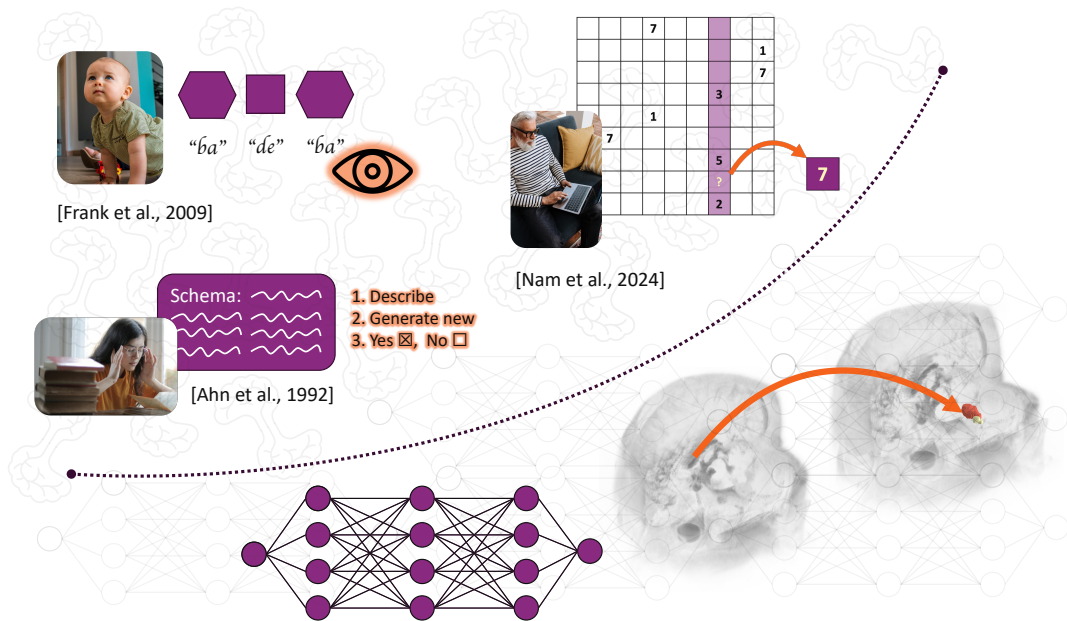 “ba” “de” “ba”
[Frank et al., 2009]
7
1
7
3
1
7
5
?
2
7
[Nam et al., 2024]
Schema:
1. Describe
2. Generate new
3. Yes ☒, No ☐
[Ahn et al., 1992]